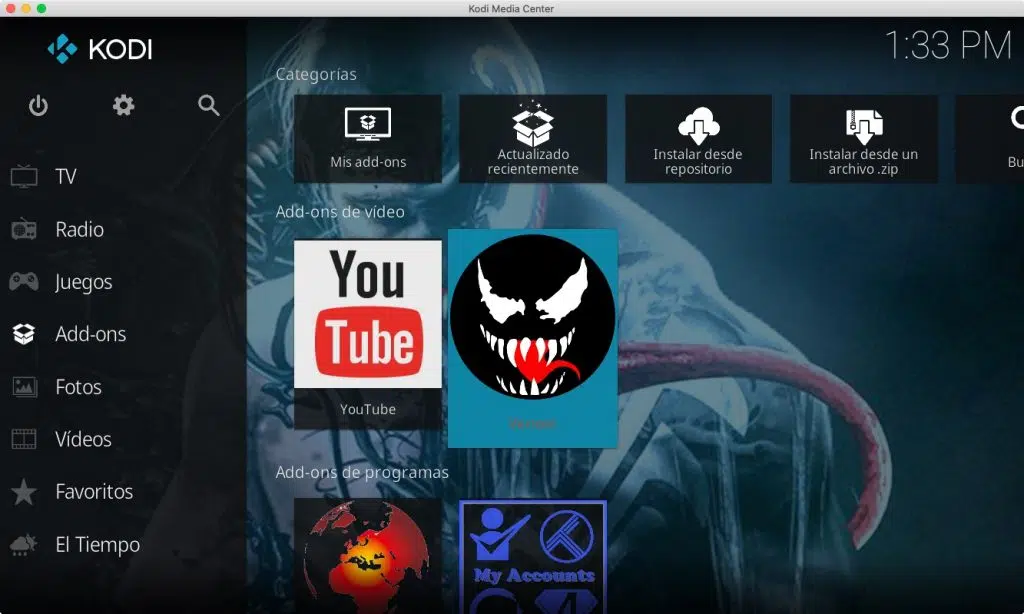 Kodi Media Center
KODI
1:33 PM
Categorías
Mis add-ons
Actualizado
recientemente
Instalar desde
repositorio
Instalar desde un
archivo .zip
Bu
TV
Radio
Juegos
Add-ons
Fotos
Vídeos
Favoritos
El Tiempo
Add-ons de vídeo
You
Tube
YouTube
Add-ons de programas
My Accounts